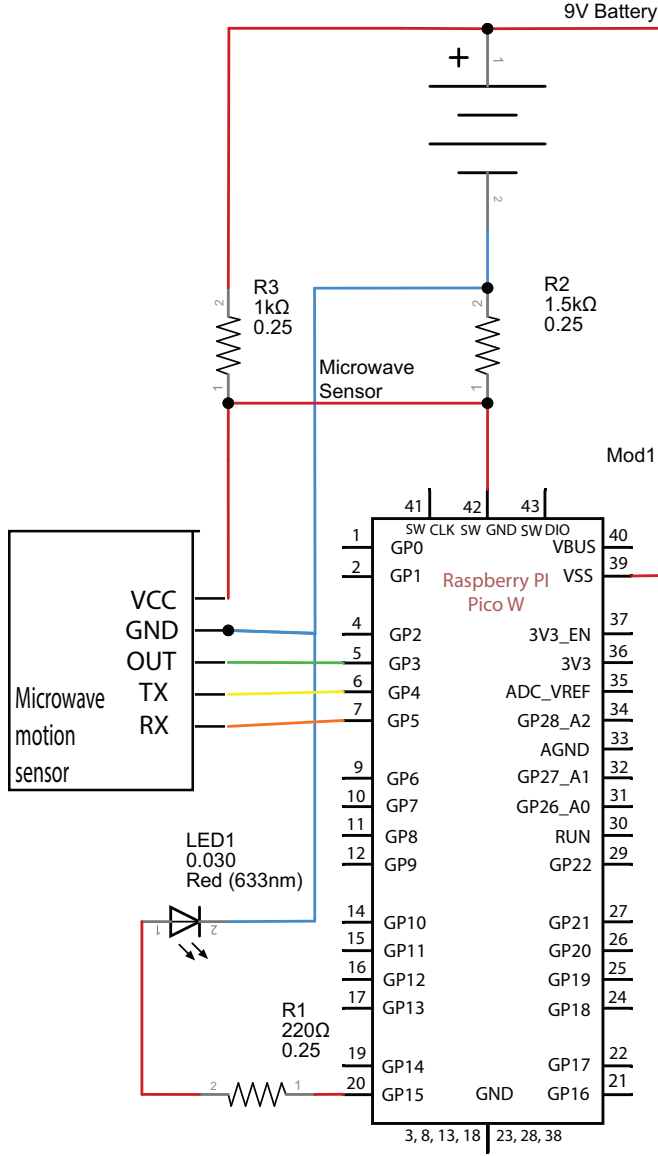 9V Battery
+
1
2
R3
1kΩ
0.25
2
1
R2
1.5kΩ
0.25
2
1
Microwave
Sensor
Mod1
41
42
43
SW CLK
SW GND
SW DIO
Raspberry PI
Pico W
1
GP0
2
GP1
4
GP2
5
GP3
6
GP4
7
GP5
9
GP6
10
GP7
11
GP8
12
GP9
14
GP10
15
GP11
16
GP12
17
GP13
19
GP14
20
GP15
VBUS
40
VSS
39
3V3_EN
37
3V3
36
ADC_VREF
35
GP28_A2
34
AGND
33
GP27_A1
32
GP26_A0
31
RUN
30
GP22
29
GP21
27
GP20
26
GP19
25
GP18
24
GP17
22
GP16
21
GND
3, 8, 13, 18
23, 28, 38
VCC
GND
OUT
TX
RX
Microwave
motion
sensor
LED1
0.030
Red (633nm)
1
2
R1
220Ω
0.25
2
1